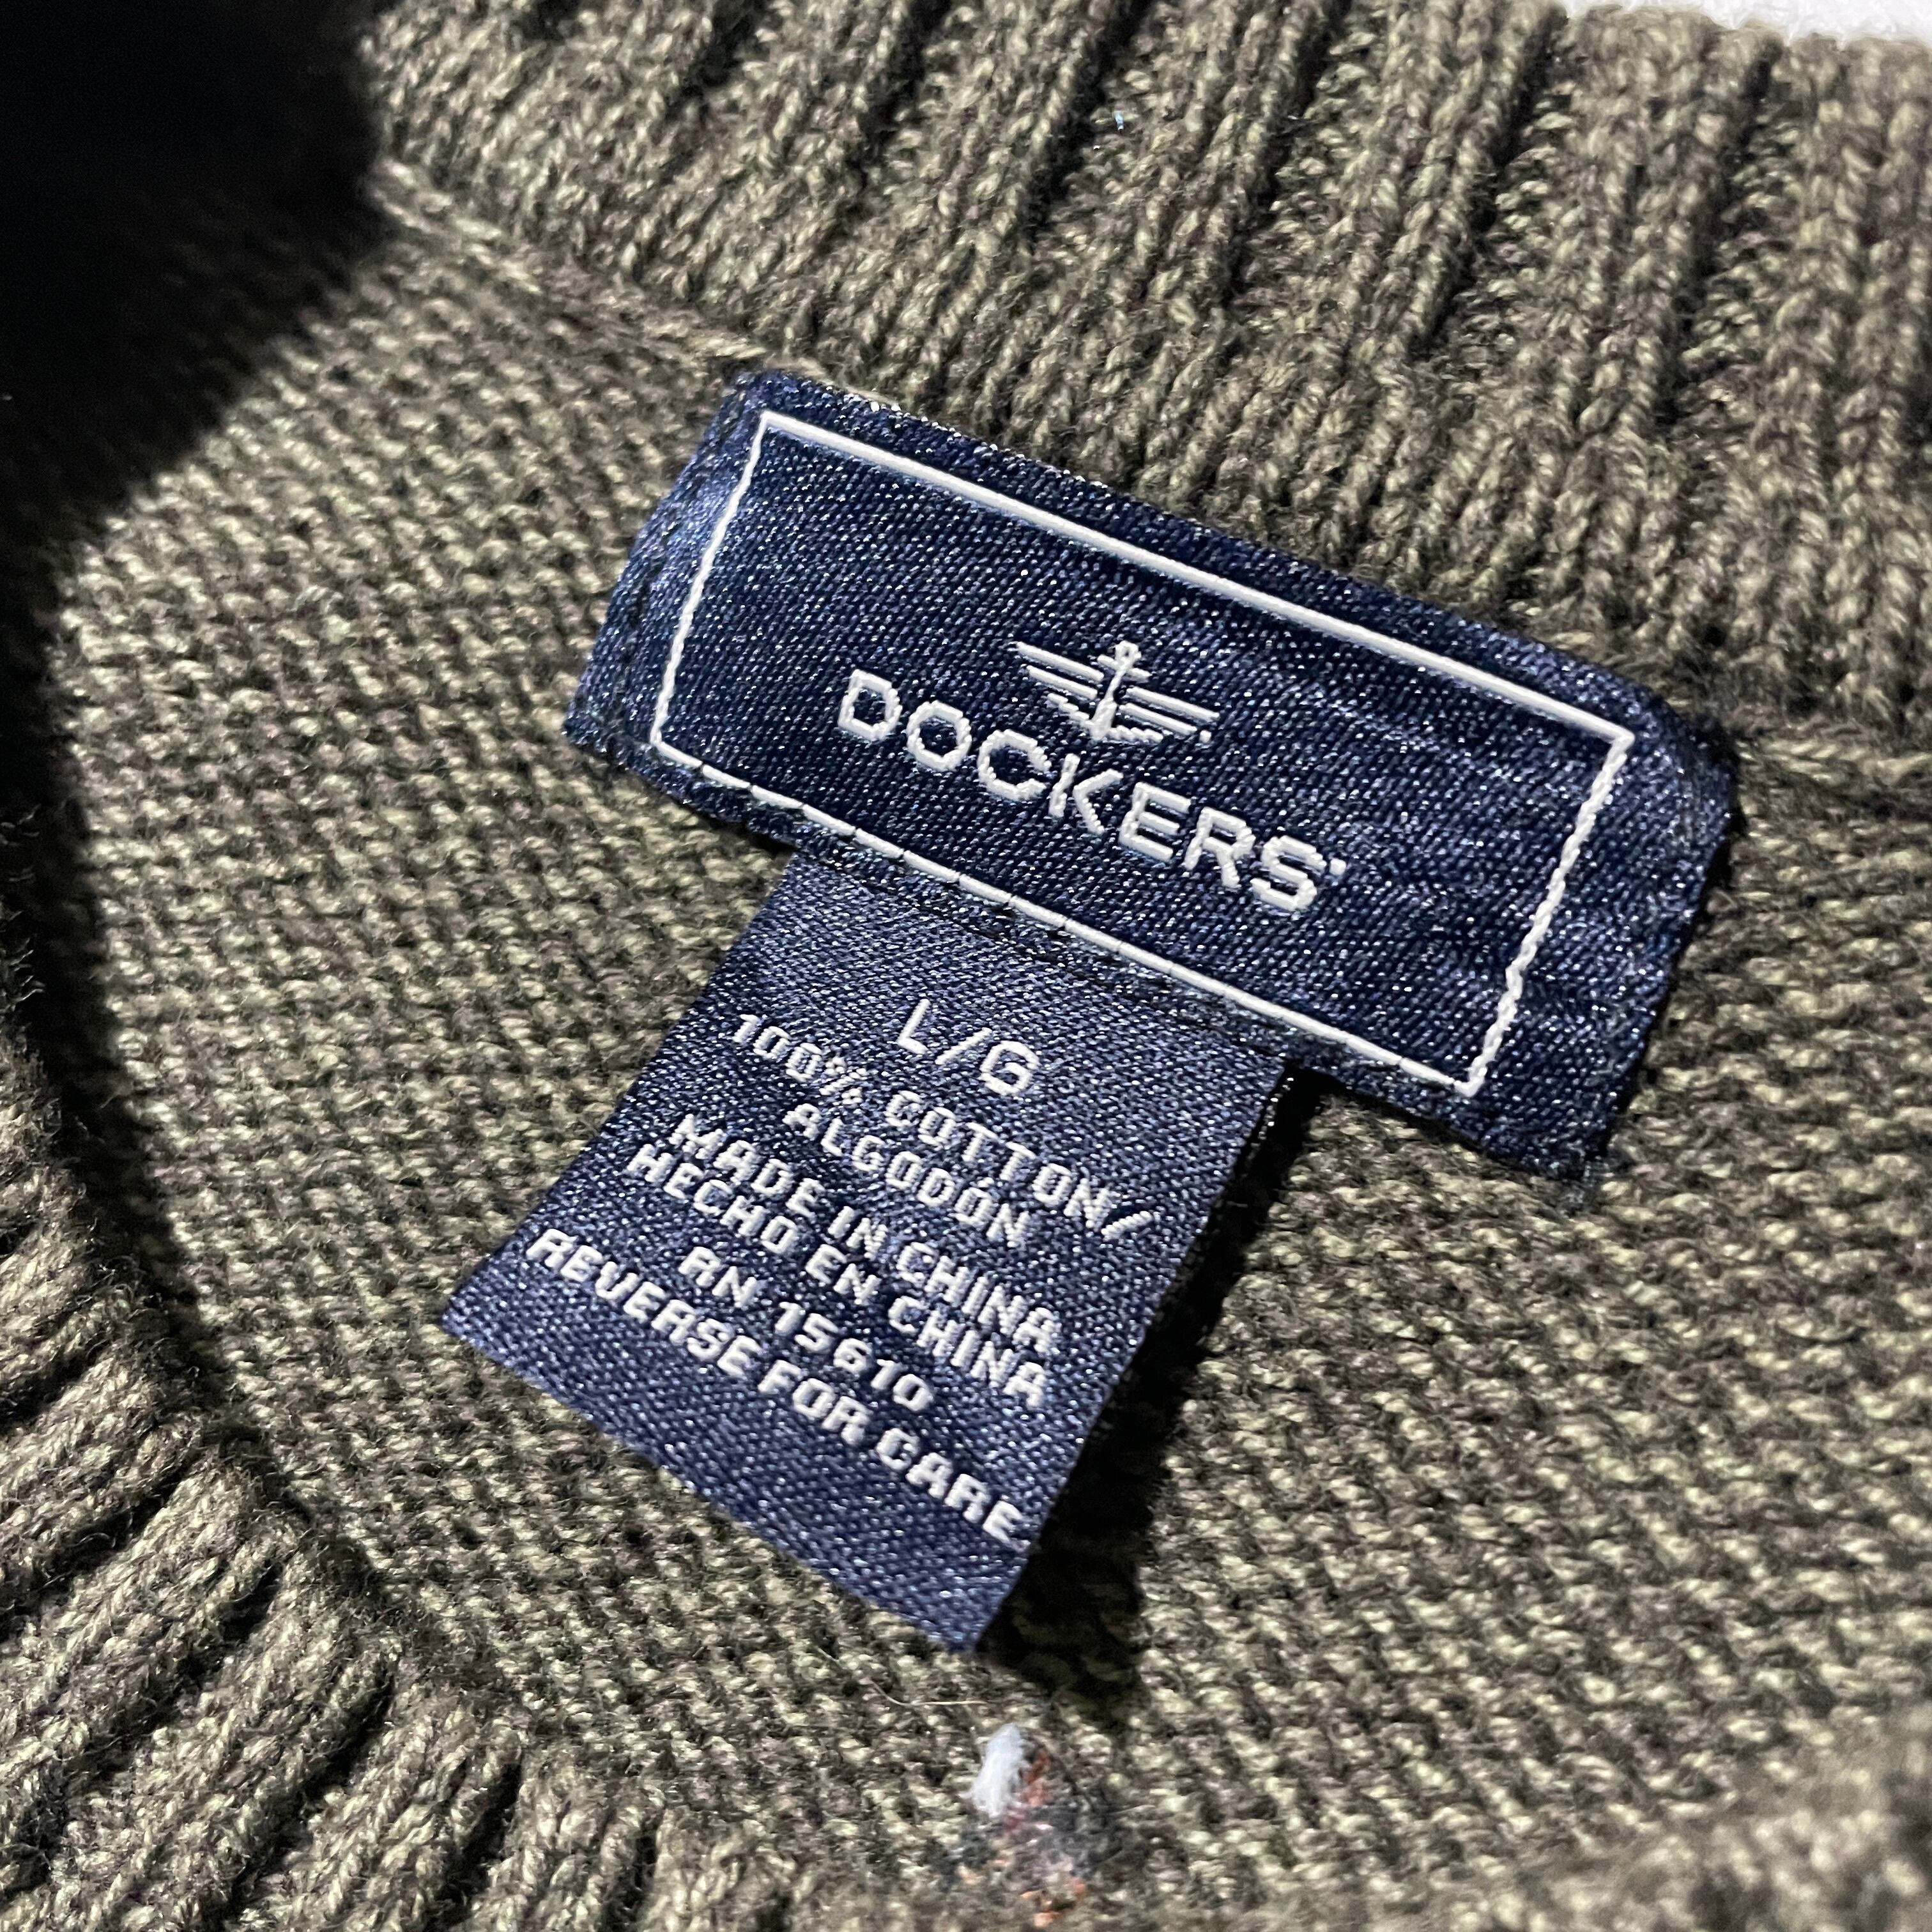 DOCKERS
L/G
100% COTTON/
ALGODÓN
MADE IN CHINA
HECHO EN CHINA
RN 15610
REVERSE FOR CARE